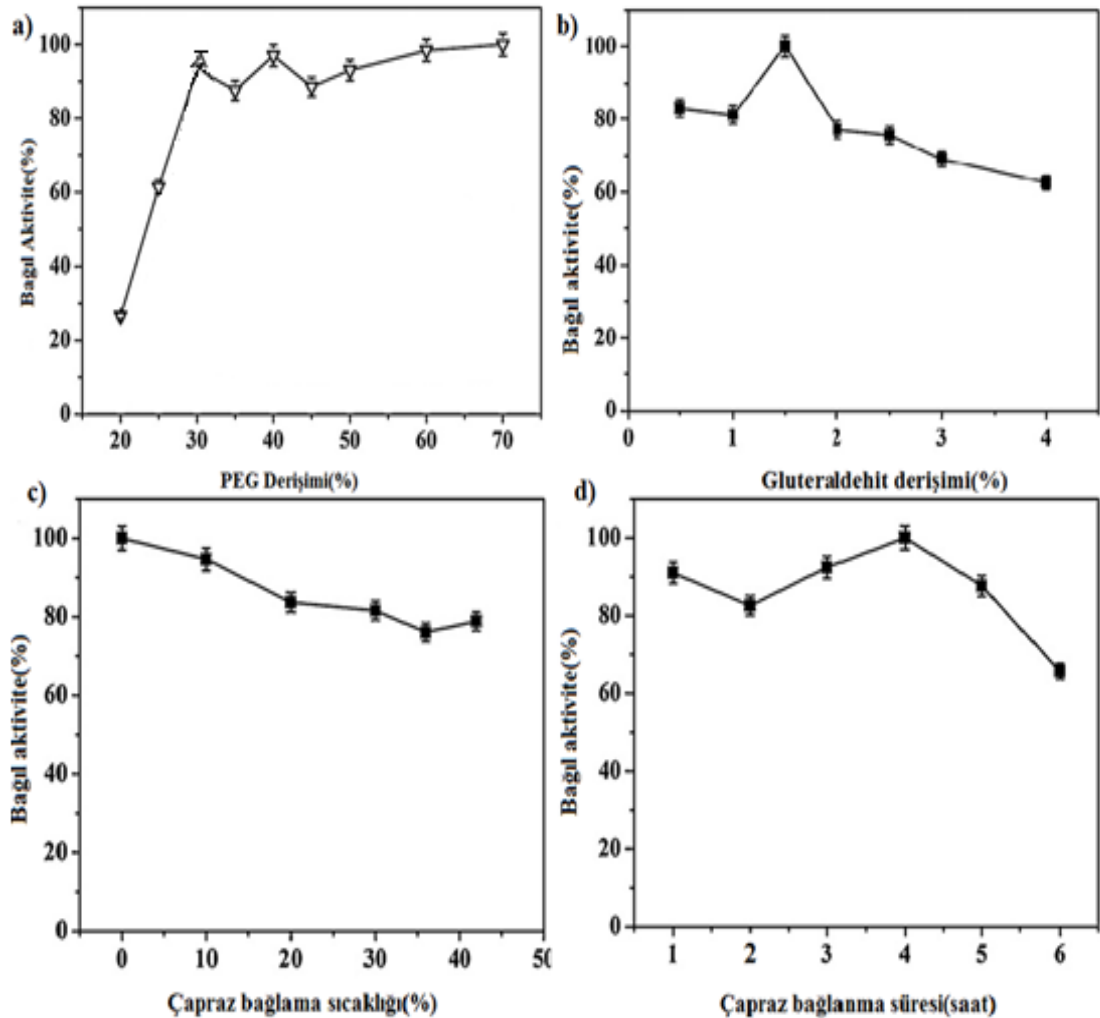 a)
100
80
60
40
20
0
Bağıl Aktivite(%)
20 30 40 50 60 70
PEG Derişimi(%)
b)
100
80
60
40
20
0
Bağıl aktivite(%)
0 1 2 3 4
Gluteraldehit derişimi(%)
c)
100
80
60
40
20
0
Bağıl aktivite(%)
0 10 20 30 40 50
Çapraz bağlama sıcaklığı(%)
d)
100
80
60
40
20
0
Bağıl aktivite(%)
1 2 3 4 5 6
Çapraz bağlanma süresi(saat)